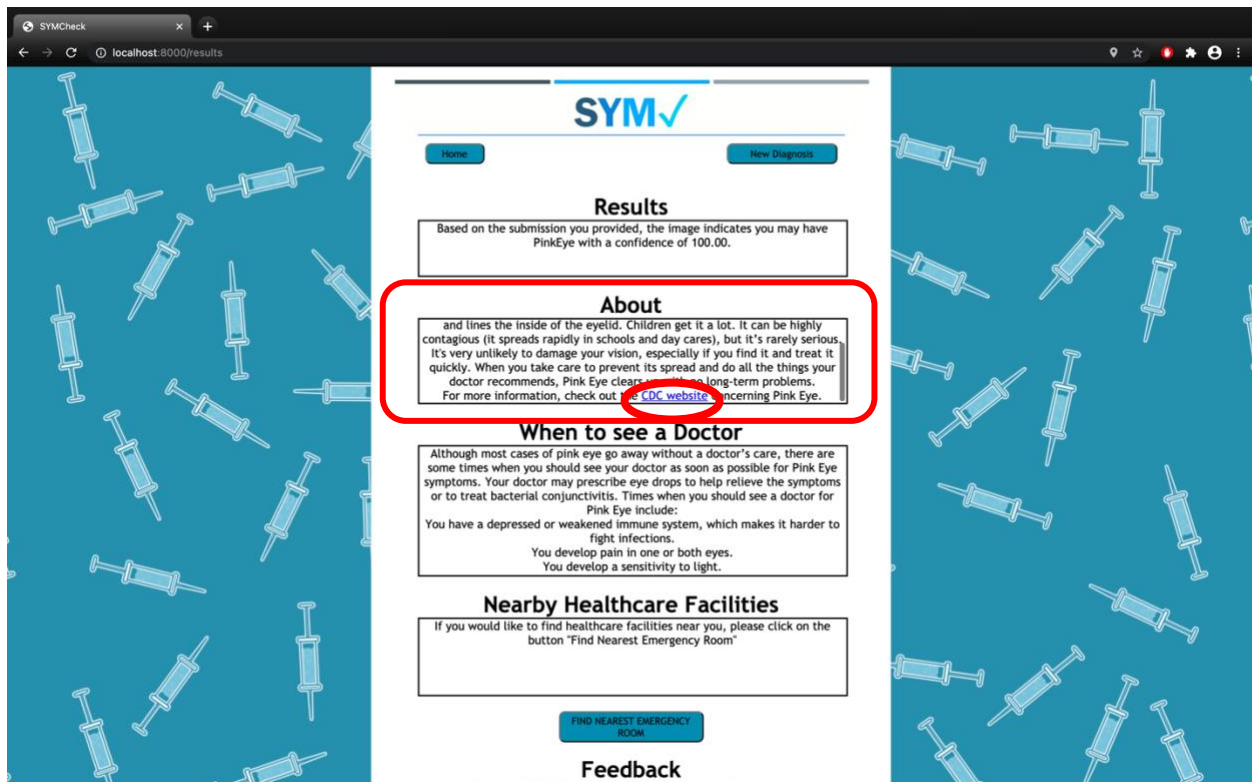 SYMCheck
localhost:8000/results
SYM✓
Home
New Diagnosis
Results
Based on the submission you provided, the image indicates you may have
PinkEye with a confidence of 100.00.
About
and lines the inside of the eyelid. Children get it a lot. It can be highly
contagious (it spreads rapidly in schools and day cares), but it’s rarely serious.
It's very unlikely to damage your vision, especially if you find it and treat it
quickly. When you take care to prevent its spread and do all the things your
doctor recommends, Pink Eye clears up with no long-term problems.
For more information, check out the CDC website concerning Pink Eye.
When to see a Doctor
Although most cases of pink eye go away without a doctor’s care, there are
some times when you should see your doctor as soon as possible for Pink Eye
symptoms. Your doctor may prescribe eye drops to help relieve the symptoms
or to treat bacterial conjunctivitis. Times when you should see a doctor for
Pink Eye include:
You have a depressed or weakened immune system, which makes it harder to
fight infections.
You develop pain in one or both eyes.
You develop a sensitivity to light.
Nearby Healthcare Facilities
If you would like to find healthcare facilities near you, please click on the
button "Find Nearest Emergency Room"
FIND NEAREST EMERGENCY
ROOM
Feedback